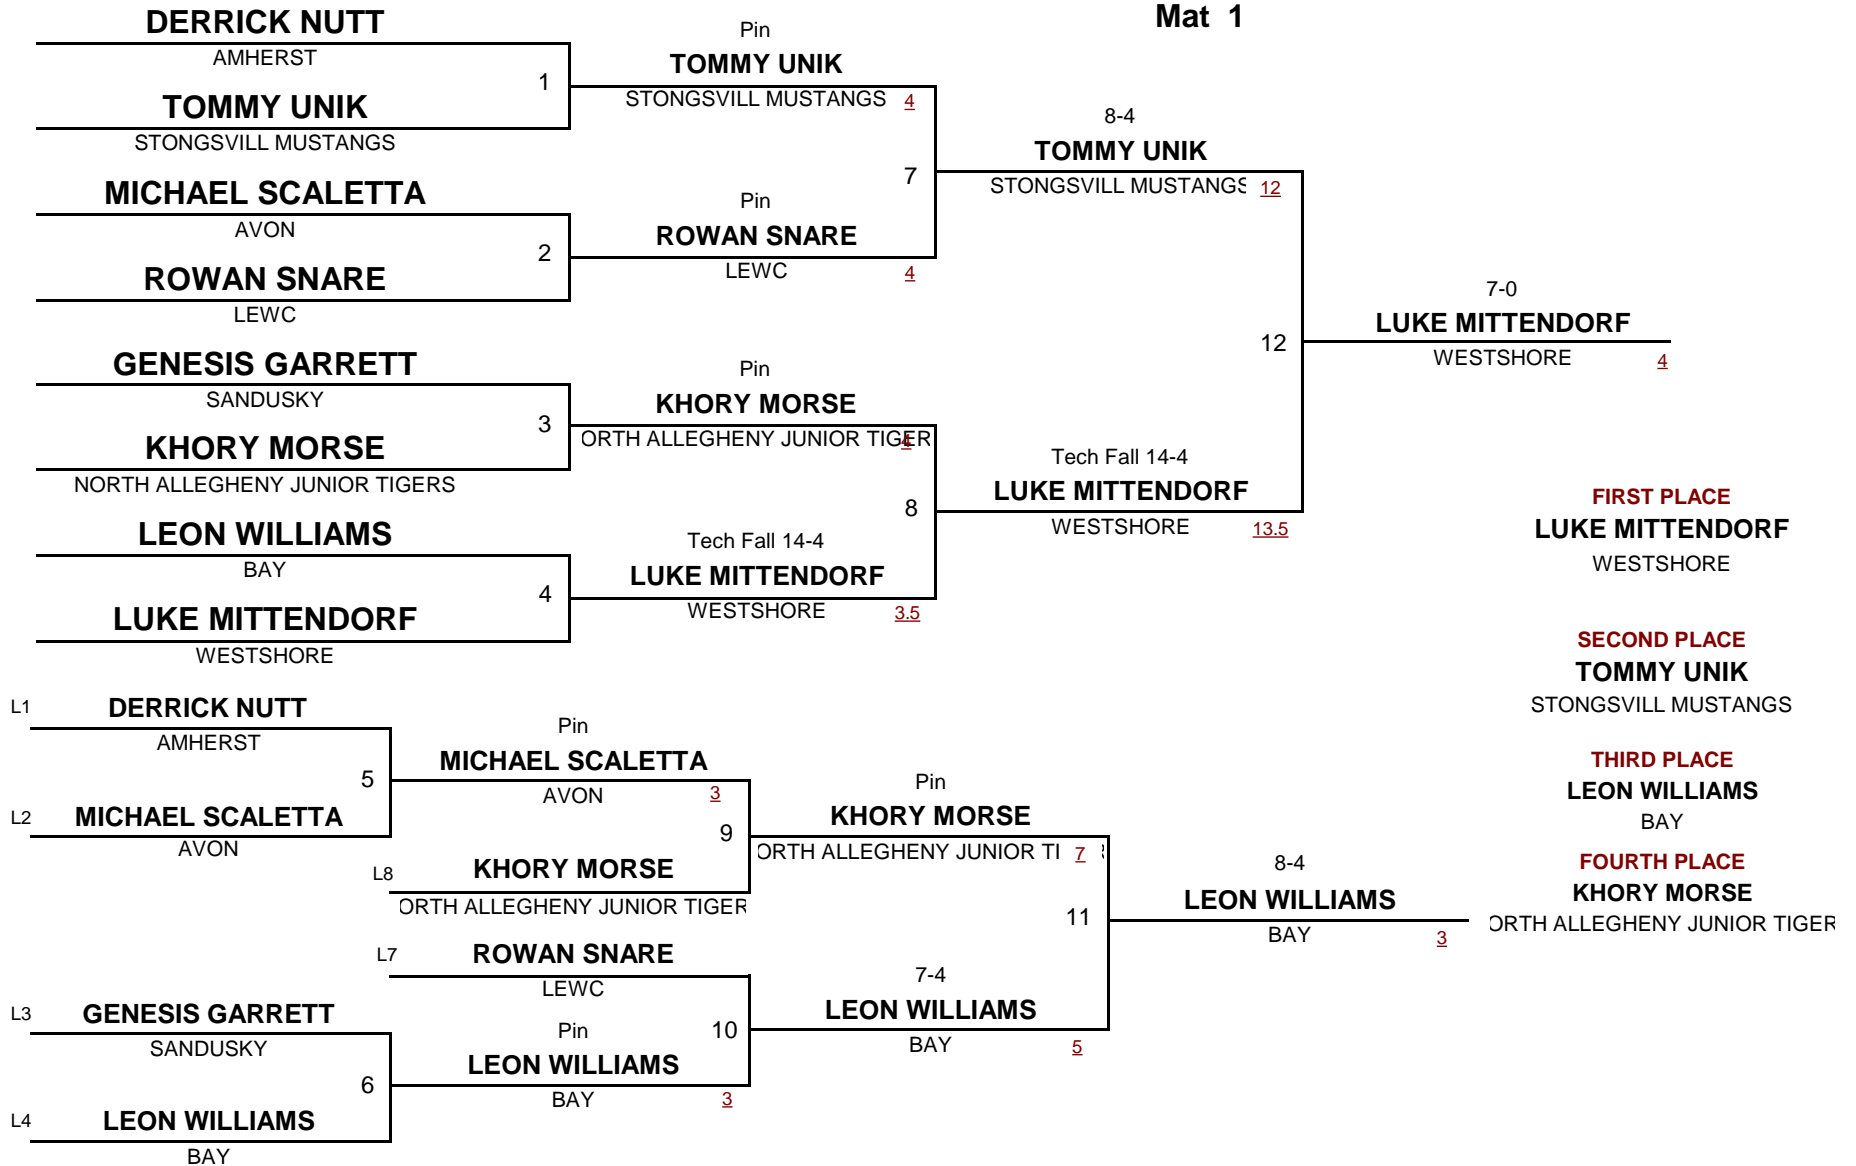 Mat 1
DERRICK NUTT
AMHERST
1
TOMMY UNIK
STONGSVILL MUSTANGS
MICHAEL SCALETTA
AVON
2
ROWAN SNARE
LEWC
GENESIS GARRETT
SANDUSKY
3
KHORY MORSE
NORTH ALLEGHENY JUNIOR TIGERS
LEON WILLIAMS
BAY
4
LUKE MITTENDORF
WESTSHORE
Pin
TOMMY UNIK
STONGSVILL MUSTANGS 4
7
Pin
ROWAN SNARE
LEWC 4
Pin
KHORY MORSE
ORTH ALLEGHENY JUNIOR TIGER 4
8
Tech Fall 14-4
LUKE MITTENDORF
WESTSHORE 3.5
8-4
TOMMY UNIK
STONGSVILL MUSTANGS 12
12
Tech Fall 14-4
LUKE MITTENDORF
WESTSHORE 13.5
7-0
LUKE MITTENDORF
WESTSHORE 4
FIRST PLACE
LUKE MITTENDORF
WESTSHORE
SECOND PLACE
TOMMY UNIK
STONGSVILL MUSTANGS
THIRD PLACE
LEON WILLIAMS
BAY
FOURTH PLACE
KHORY MORSE
ORTH ALLEGHENY JUNIOR TIGER
L1 DERRICK NUTT
AMHERST
5
L2 MICHAEL SCALETTA
AVON
L3 GENESIS GARRETT
SANDUSKY
6
L4 LEON WILLIAMS
BAY
Pin
MICHAEL SCALETTA
AVON 3
9
L8 KHORY MORSE
ORTH ALLEGHENY JUNIOR TIGER
L7 ROWAN SNARE
LEWC
10
Pin
LEON WILLIAMS
BAY 3
Pin
KHORY MORSE
ORTH ALLEGHENY JUNIOR TI 7
11
7-4
LEON WILLIAMS
BAY 5
8-4
LEON WILLIAMS
BAY 3